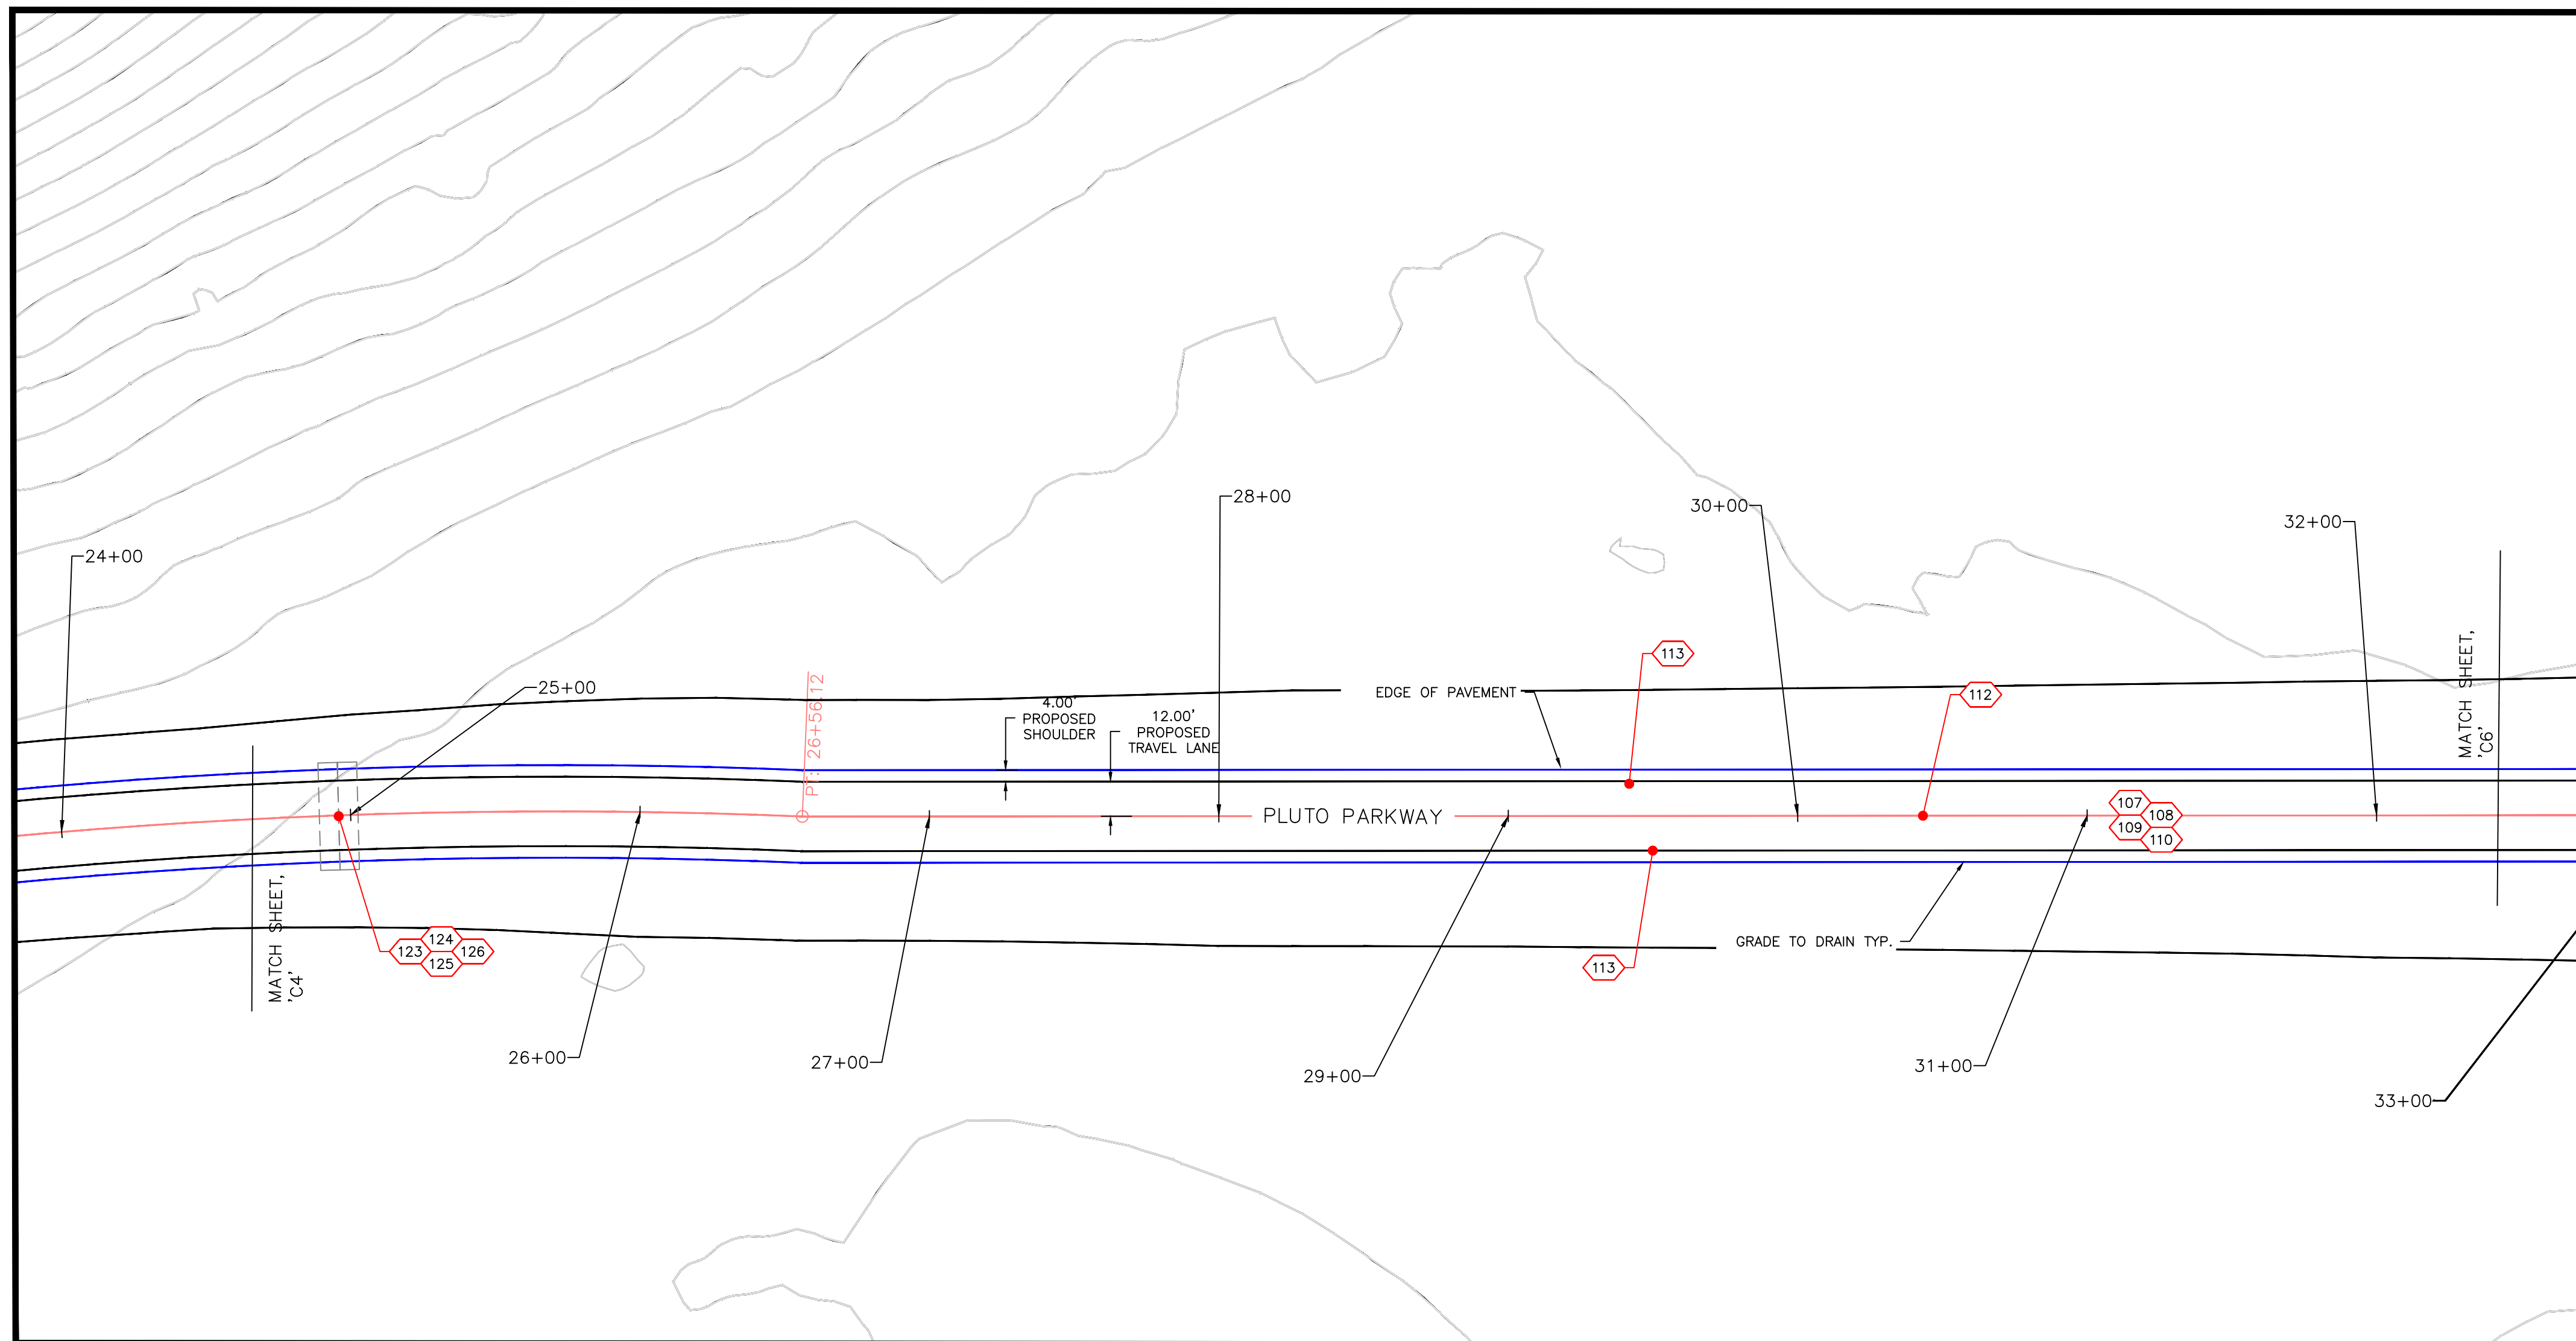 28+00
30+00
32+00
24+00
MATCH SHEET,
'C6'
113
25+00
PT: 26+56.12
4.00'
PROPOSED
SHOULDER
12.00'
PROPOSED
TRAVEL LANE
EDGE OF PAVEMENT
112
PLUTO PARKWAY
107
108
109
110
MATCH SHEET,
'C4'
124
123
126
125
GRADE TO DRAIN TYP.
113
26+00
27+00
29+00
31+00
33+00